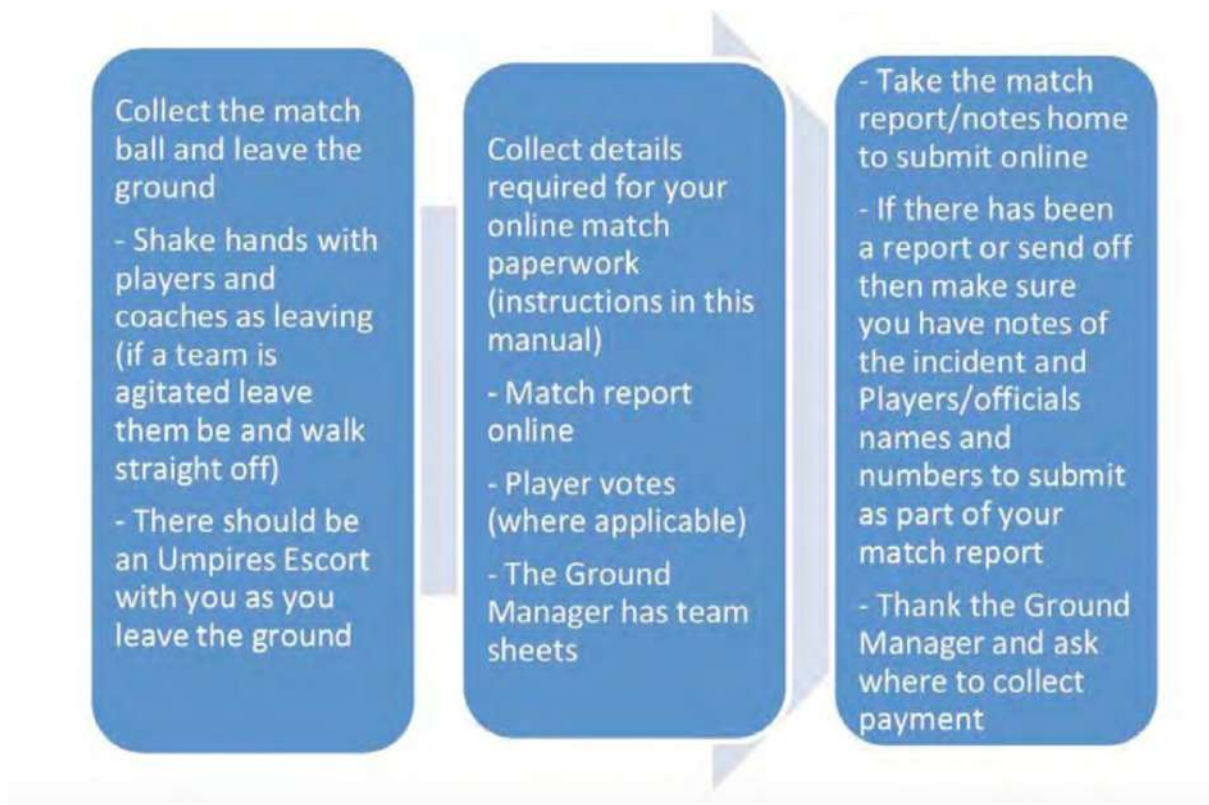 Collect the match
ball and leave the
ground
- Shake hands with
players and
coaches as leaving
(if a team is
agitated leave
them be and walk
straight off)
- There should be
an Umpires Escort
with you as you
leave the ground
Collect details
required for your
online match
paperwork
(instructions in this
manual)
- Match report
online
- Player votes
(where applicable)
- The Ground
Manager has team
sheets
- Take the match
report/notes home
to submit online
- If there has been
a report or send off
then make sure
you have notes of
the incident and
Players/officials
names and
numbers to submit
as part of your
match report
- Thank the Ground
Manager and ask
where to collect
payment